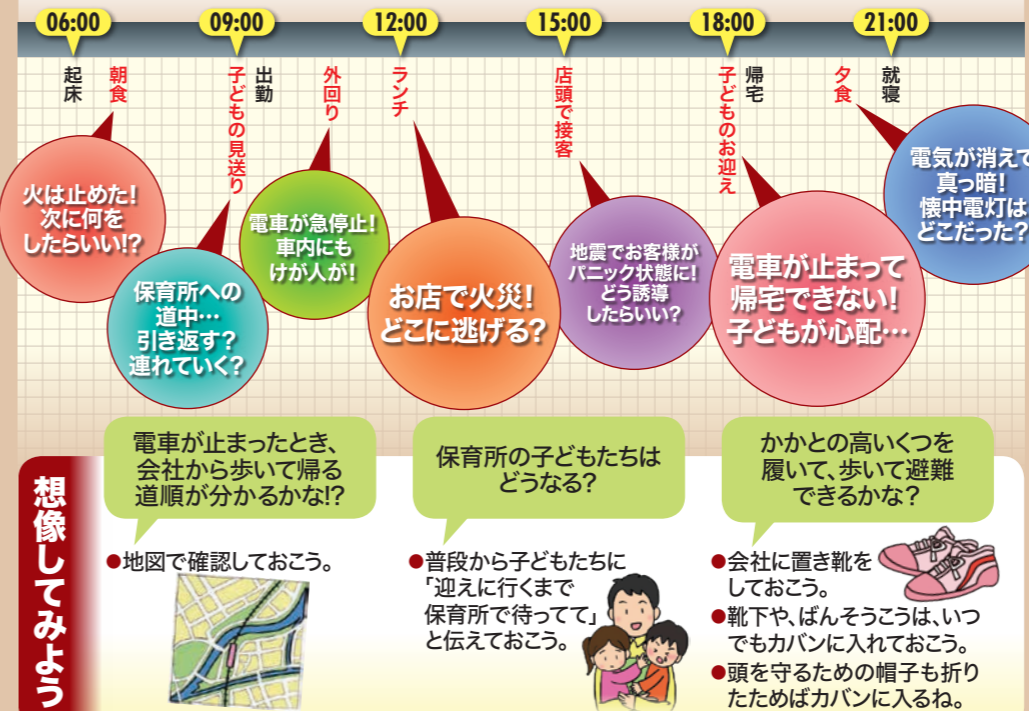 06:00
09:00
12:00
15:00
18:00
21:00
起床
朝食
子どもの見送り
出勤
外回り
ランチ
店頭で接客
子どものお迎え
帰宅
夕食
就寝
火は止めた!
次に何を
したらいい!?
保育所への
道中…
引き返す?
連れていく?
電車が急停止!
車内にも
けが人が!
お店で火災!
どこに逃げる?
地震でお客様が
パニック状態に!
どう誘導
したらいい?
電車が止まって
帰宅できない!
子どもが心配…
電気が消えて
真っ暗!
懐中電灯は
どこだった?
想像してみよう
電車が止まったとき、
会社から歩いて帰る
道順が分かるかな!?
●地図で確認しておこう。
保育所の子どもたちは
どうなる?
●普段から子どもたちに
「迎えに行くまで
保育所で待ってて」
と伝えておこう。
かかとの高いくつを
履いて、歩いて避難
できるかな?
●会社に置き靴を
しておこう。
●靴下や、ばんそうこうは、いつ
でもカバンに入れておこう。
●頭を守るための帽子も折り
たためばカバンに入るね。